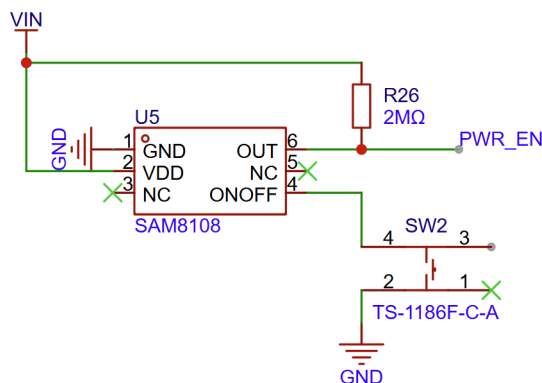 VIN
R26
2MΩ
U5
GND
1
GND
OUT
6
PWR_EN
2
VDD
NC
5
3
NC
ONOFF
4
SAM8108
SW2
4
3
2
1
TS-1186F-C-A
GND